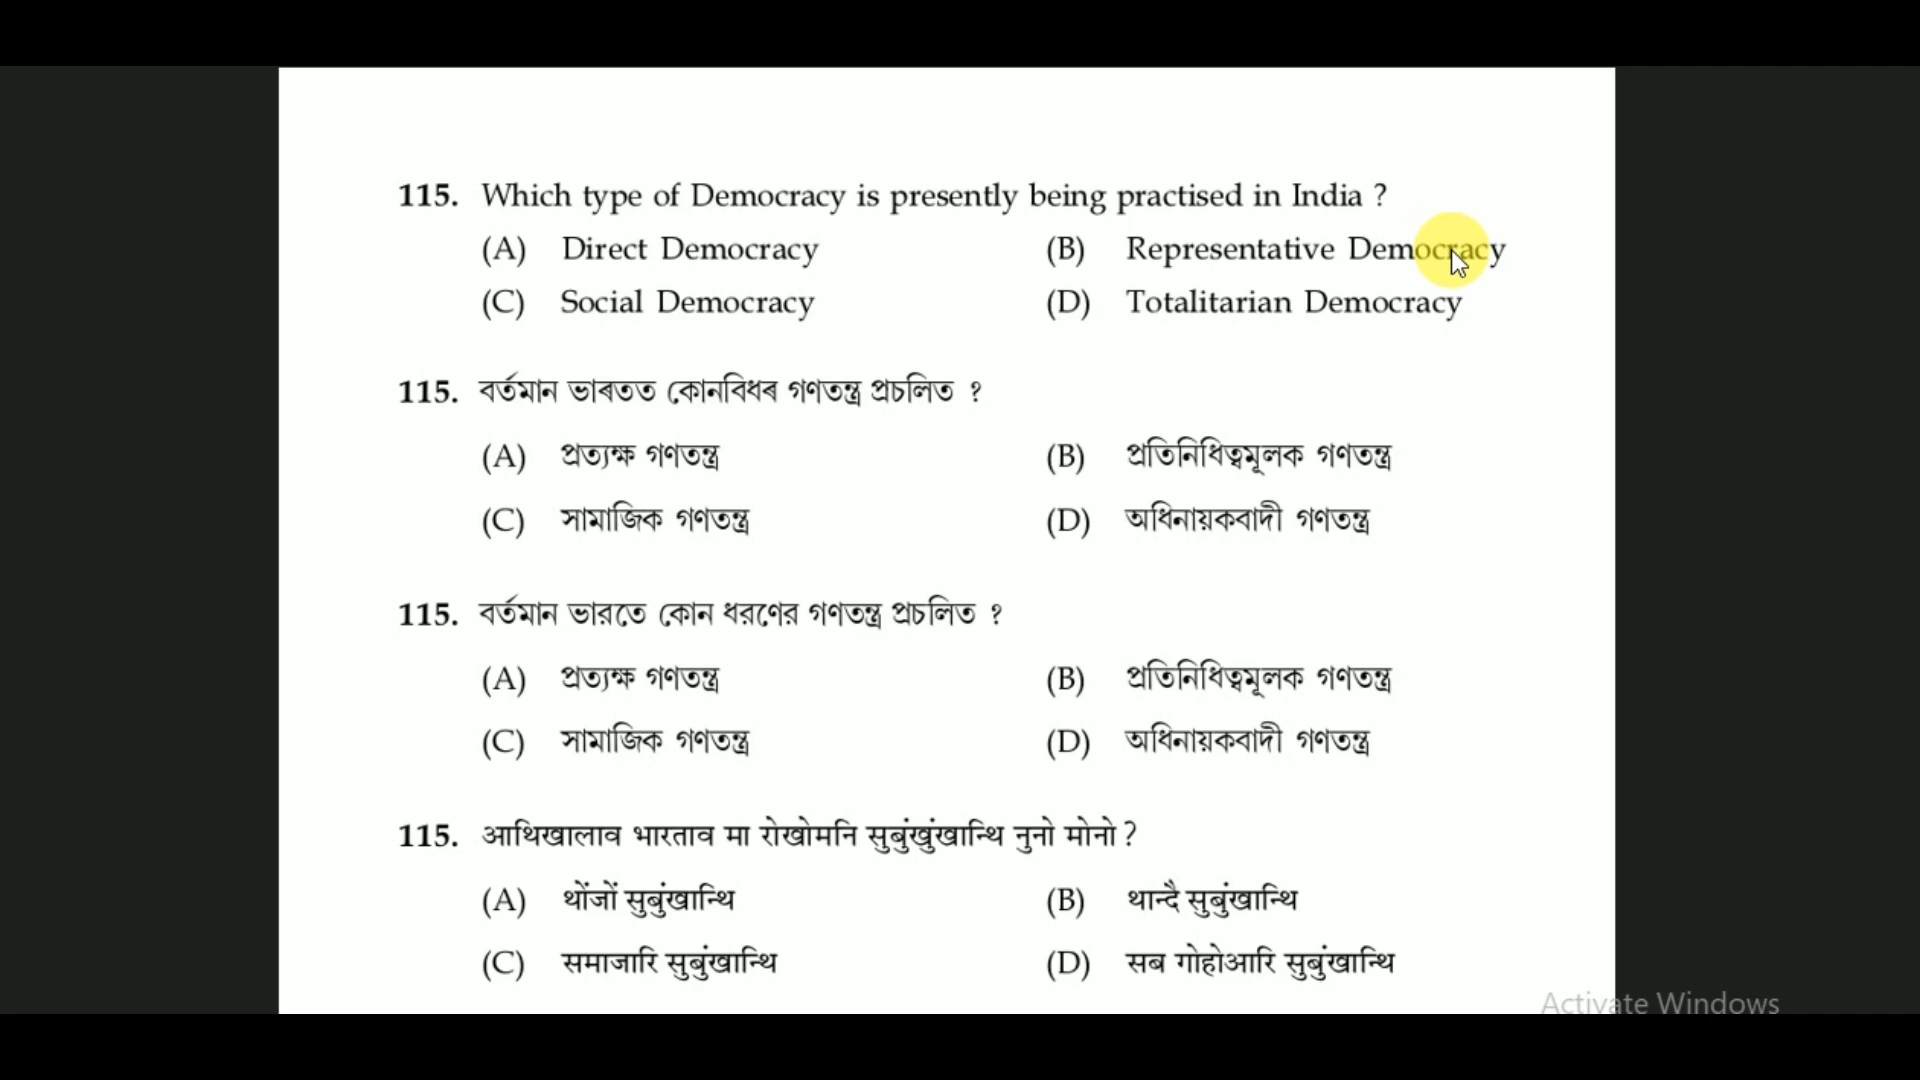 115. Which type of Democracy is presently being practised in India ?
(A) Direct Democracy (B) Representative Democracy
(C) Social Democracy (D) Totalitarian Democracy
115. বৰ্তমান ভাৰতত কোনবিধৰ গণতন্ত্ৰ প্ৰচলিত ?
(A) প্ৰত্যক্ষ গণতন্ত্ৰ (B) প্ৰতিনিধিত্বমূলক গণতন্ত্ৰ
(C) সামাজিক গণতন্ত্ৰ (D) অধিনায়কবাদী গণতন্ত্ৰ
115. বর্তমান ভারতে কোন ধরণের গণতন্ত্র প্রচলিত ?
(A) প্রত্যক্ষ গণতন্ত্র (B) প্রতিনিধিত্বমূলক গণতন্ত্র
(C) সামাজিক গণতন্ত্র (D) অধিনায়কবাদী গণতন্ত্র
115. आथिखालाव भारताव मा रोखोमनि सुबुंखुंखान्थि नुनो मोनो ?
(A) थोंजों सुबुंखान्थि (B) थान्दै सुबुंखान्थि
(C) समाजारि सुबुंखान्थि (D) सब गोहोआरि सुबुंखान्थि
Activate Windows